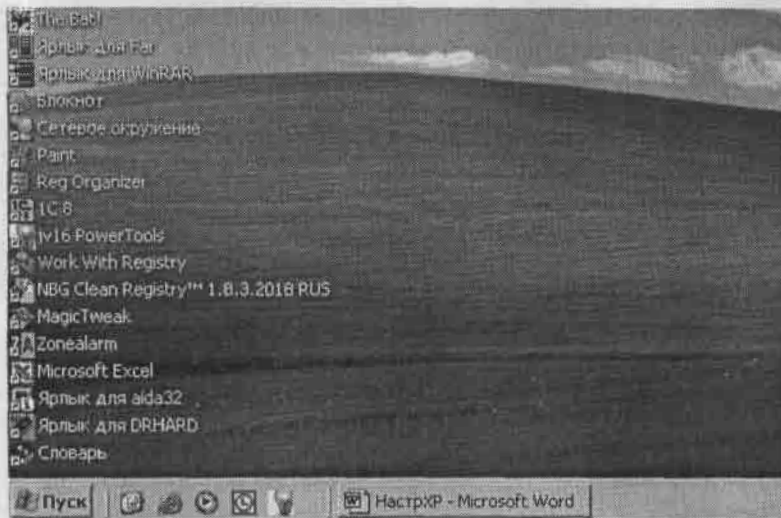 The Bat!
Ярлык для Far
Ярлык для WinRAR
Блокнот
Сетевое окружение
Paint
Reg Organizer
1С 8
jv16 PowerTools
Work With Registry
NBG Clean Registry™ 1.8.3.2018 RUS
MagicTweak
Zonealarm
Microsoft Excel
Ярлык для aida32
Ярлык для DRHARD
Словарь
Пуск
НастрXP - Microsoft Word